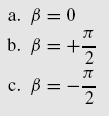 a. β = 0
b. β = +π/2
c. β = −π/2